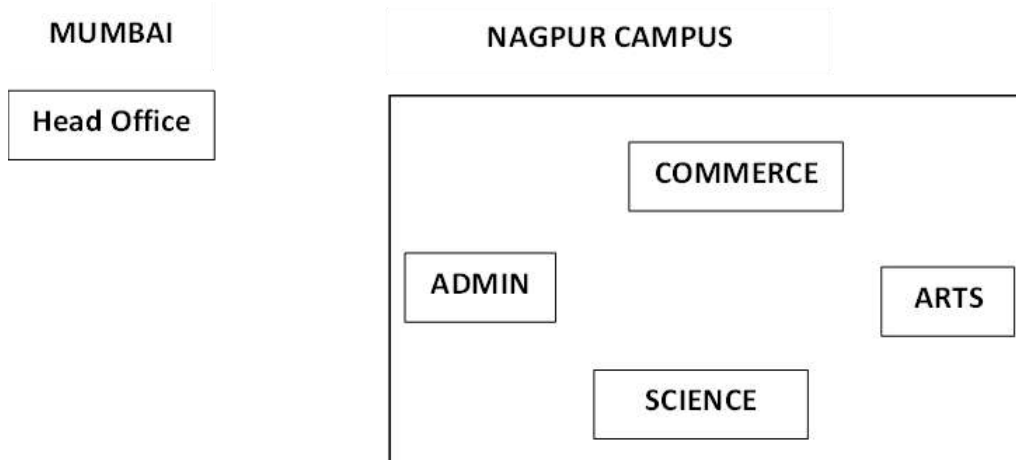 MUMBAI
NAGPUR CAMPUS
Head Office
COMMERCE
ADMIN
ARTS
SCIENCE